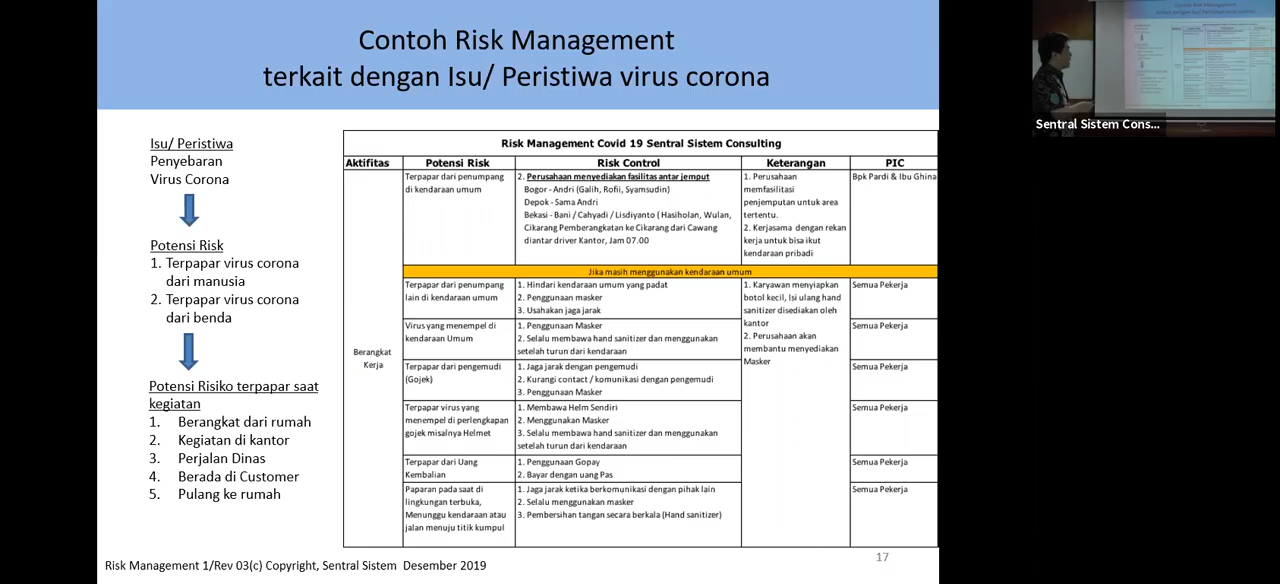 Contoh Risk Management
terkait dengan Isu/ Peristiwa virus corona
Isu/ Peristiwa
Penyebaran
Virus Corona
Potensi Risk
1. Terpapar virus corona
dari manusia
2. Terpapar virus corona
dari benda
Potensi Risiko terpapar saat
kegiatan
1. Berangkat dari rumah
2. Kegiatan di kantor
3. Perjalan Dinas
4. Berada di Customer
5. Pulang ke rumah
Risk Management Covid 19 Sentral Sistem Consulting
Aktifitas Potensi Risk Risk Control Keterangan PIC
Berangkat
Kerja
Terpapar dari penumpang
di kendaraan umum
2. Perusahaan menyediakan fasilitas antar jemput
Bogor - Andri (Galih, Rofii, Syamsudin)
Depok - Sama Andri
Bekasi - Bani / Cahyadi / Lisdiyanto ( Hasiholan, Wulan,
Cikarang Pemberangkatan ke Cikarang dari Cawang
diantar driver Kantor, Jam 07.00
1. Perusahaan
memfasilitasi
penjemputan untuk area
tertentu.
2. Kerjasama dengan rekan
kerja untuk bisa ikut
kendaraan pribadi
Bpk Pardi & Ibu Ghina
Jika masih menggunakan kendaraan umum
Terpapar dari penumpang
lain di kendaraan umum
1. Hindari kendaraan umum yang padat
2. Penggunaan masker
3. Usahakan jaga jarak
1. Karyawan menyiapkan
botol kecil, Isi ulang hand
sanitizer disediakan oleh
kantor
2. Perusahaan akan
membantu menyediakan
Masker
Semua Pekerja
Virus yang menempel di
kendaraan Umum
1. Penggunaan Masker
2. Selalu membawa hand sanitizer dan menggunakan
setelah turun dari kendaraan
Semua Pekerja
Terpapar dari pengemudi
(Gojek)
1. Jaga jarak dengan pengemudi
2. Kurangi contact / komunikasi dengan pengemudi
3. Penggunaan Masker
Semua Pekerja
Terpapar virus yang
menempel di perlengkapan
gojek misalnya Helmet
1. Membawa Helm Sendiri
2. Menggunakan Masker
3. Selalu membawa hand sanitizer dan menggunakan
setelah turun dari kendaraan
Semua Pekerja
Terpapar dari Uang
Kembalian
1. Penggunaan Gopay
2. Bayar dengan uang Pas
Semua Pekerja
Paparan pada saat di
lingkungan terbuka,
Menunggu kendaraan atau
jalan menuju titik kumpul
1. Jaga jarak ketika berkomunikasi dengan pihak lain
2. Selalu menggunakan masker
3. Pembersihan tangan secara berkala (Hand sanitizer)
Semua Pekerja
17
Risk Management 1/Rev 03(c) Copyright, Sentral Sistem Desember 2019
Sentral Sistem Cons...